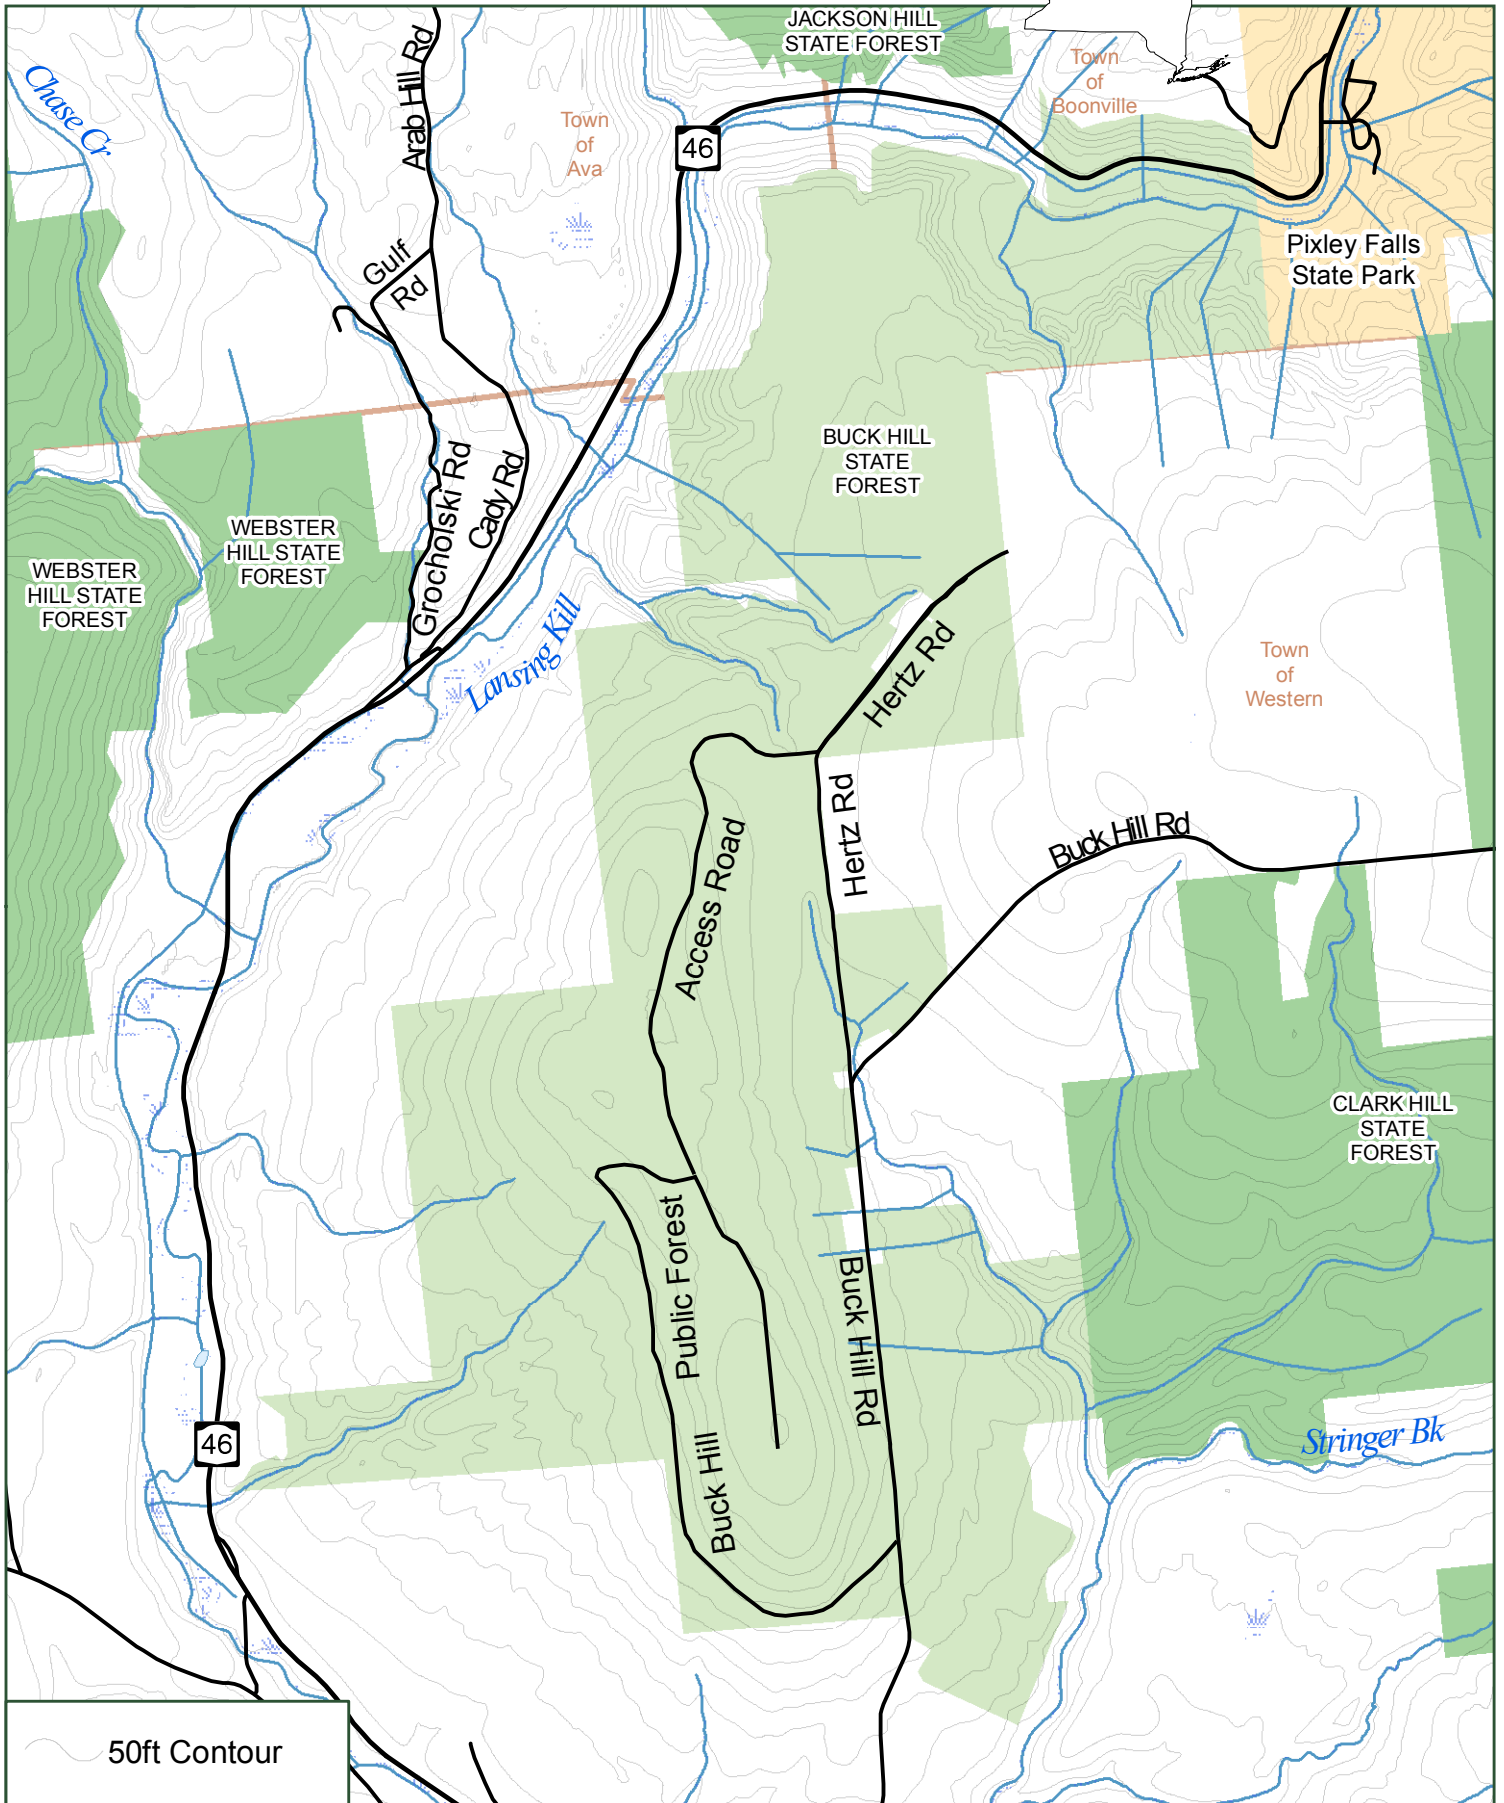 JACKSON HILL
STATE FOREST
Arab Hill Rd
Town
of
Boonville
Chase Cr
Town
of
Ava
46
Pixley Falls
State Park
Gulf
Rd
BUCK HILL
STATE
FOREST
Grocholski Rd
Cady Rd
WEBSTER
HILL STATE
FOREST
WEBSTER
HILL STATE
FOREST
Lansing Kill
Hertz Rd
Town
of
Western
Hertz Rd
Buck Hill Rd
Access Road
CLARK HILL
STATE
FOREST
Public Forest
Buck Hill Rd
Buck Hill
46
Stringer Bk
50ft Contour